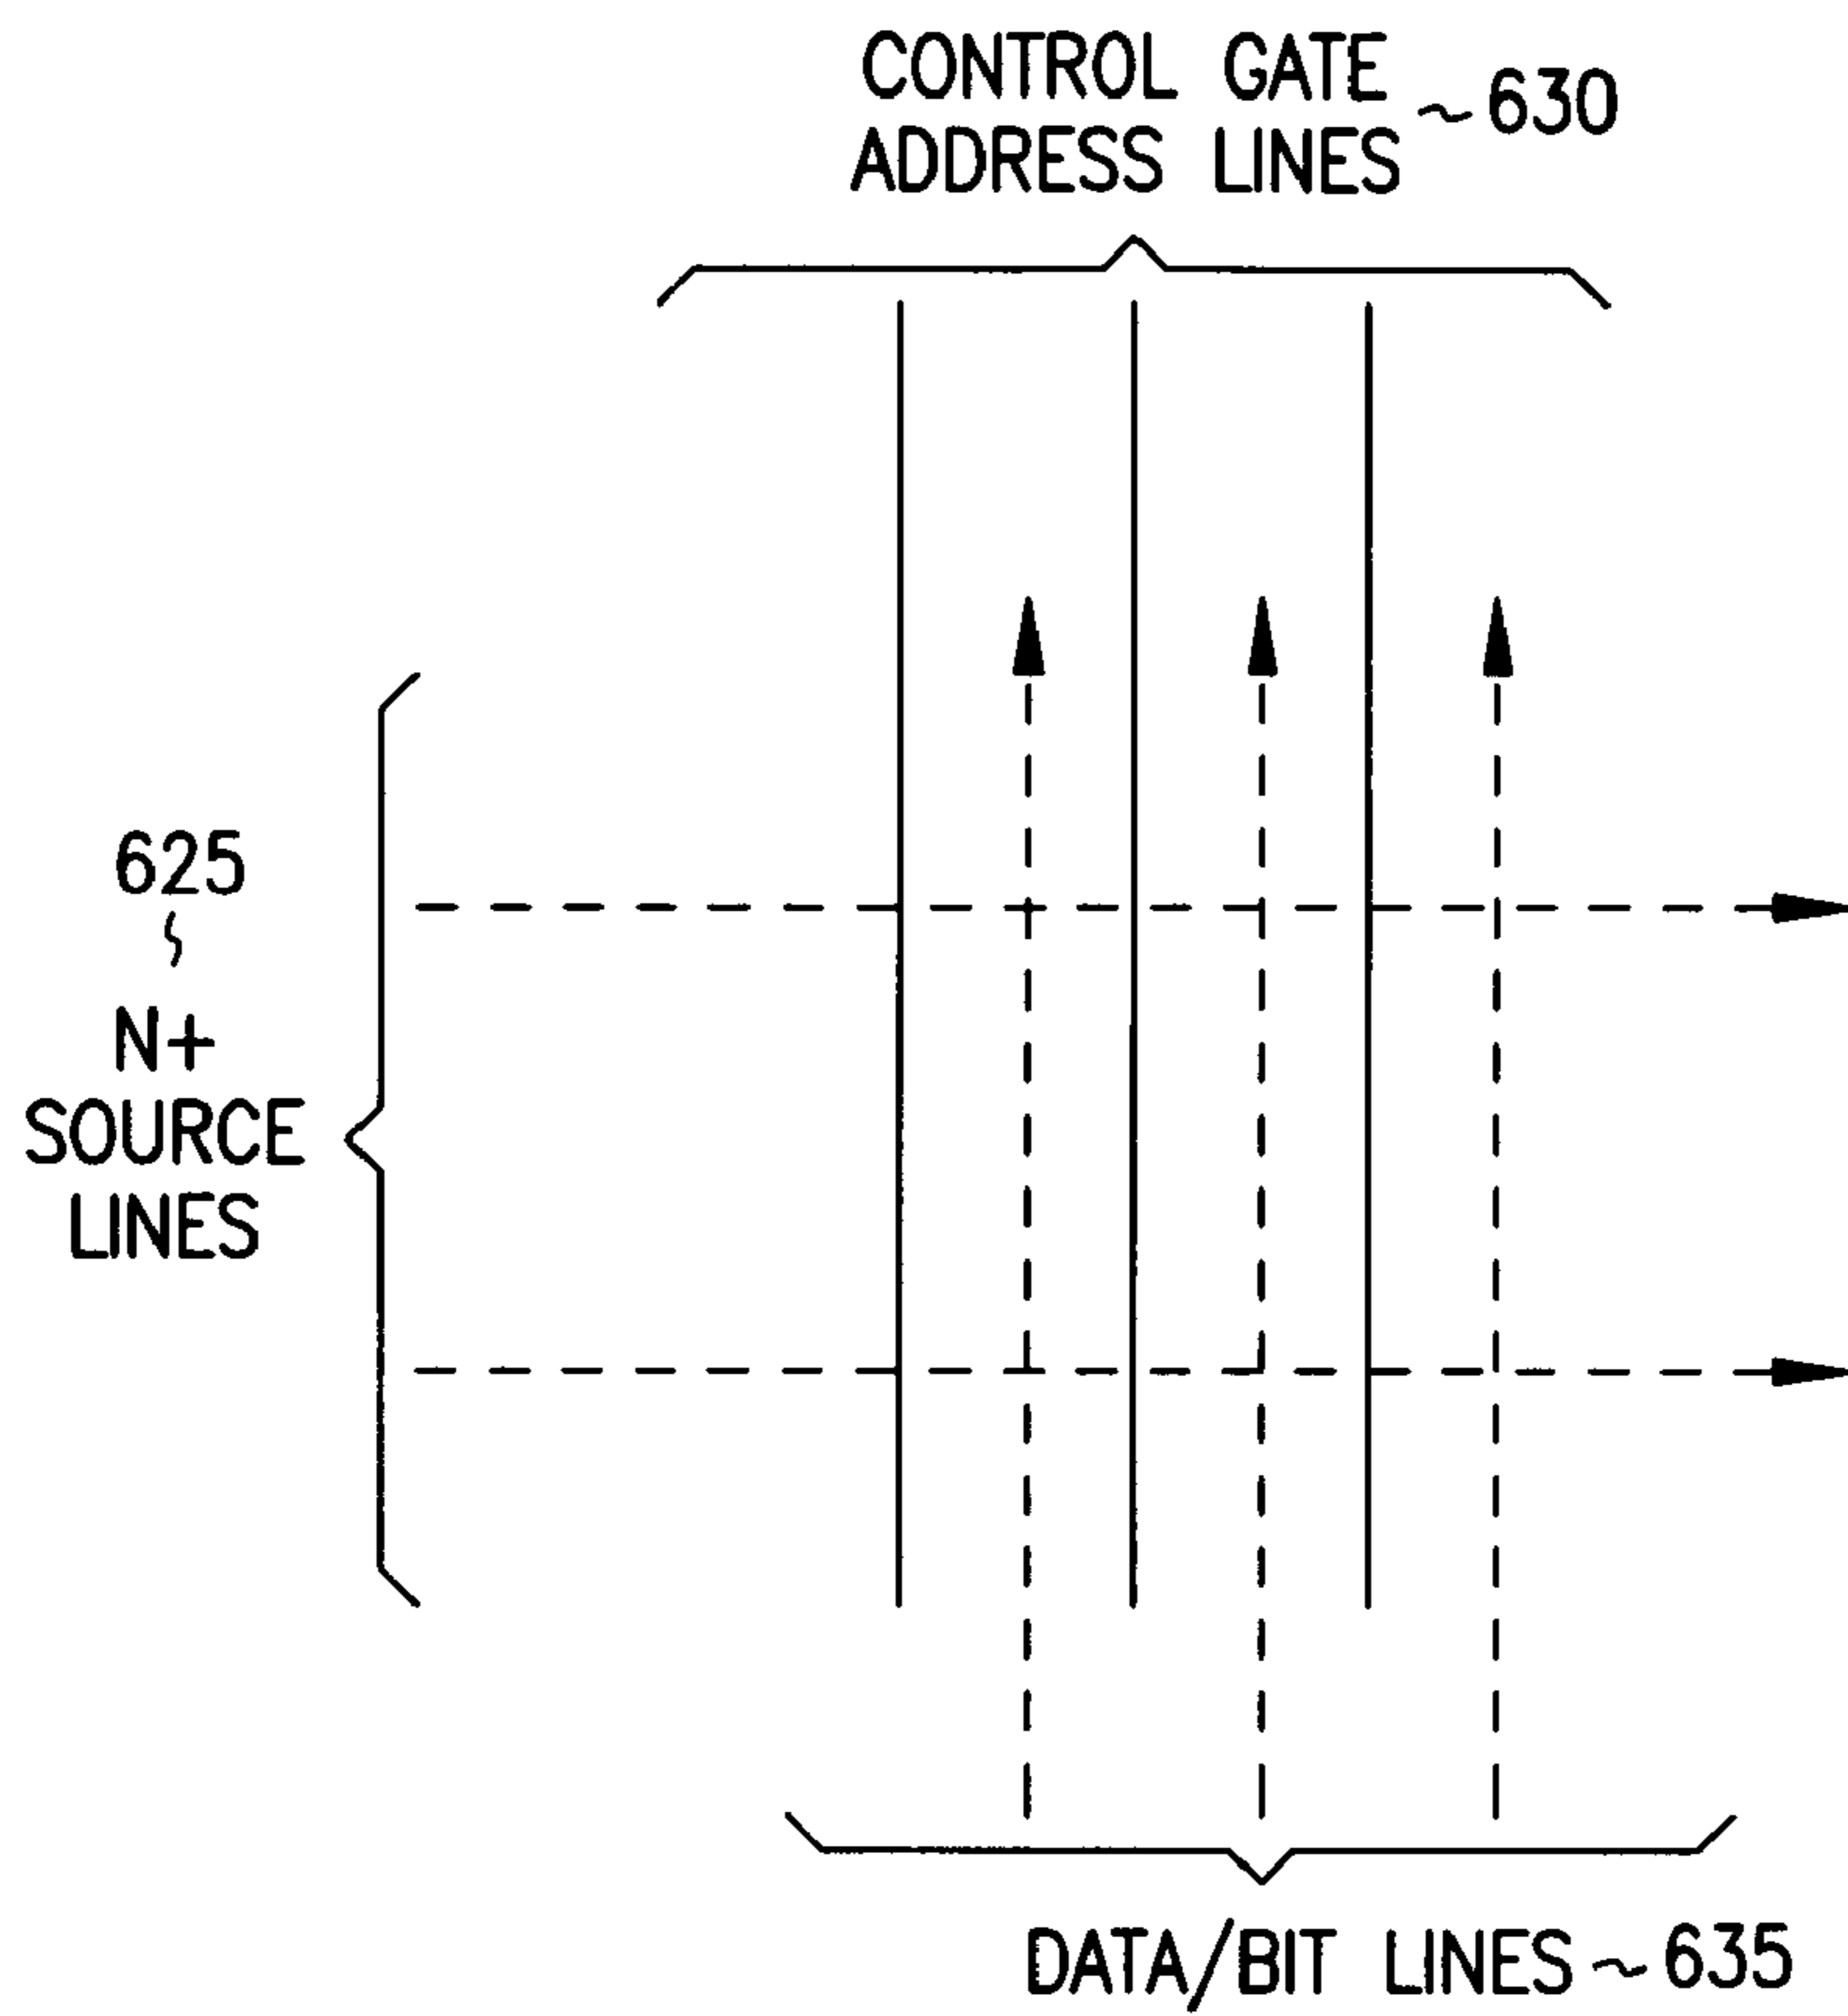 CONTROL GATE
ADDRESS LINES ~630
625
N+
SOURCE
LINES
DATA/BIT LINES ~635